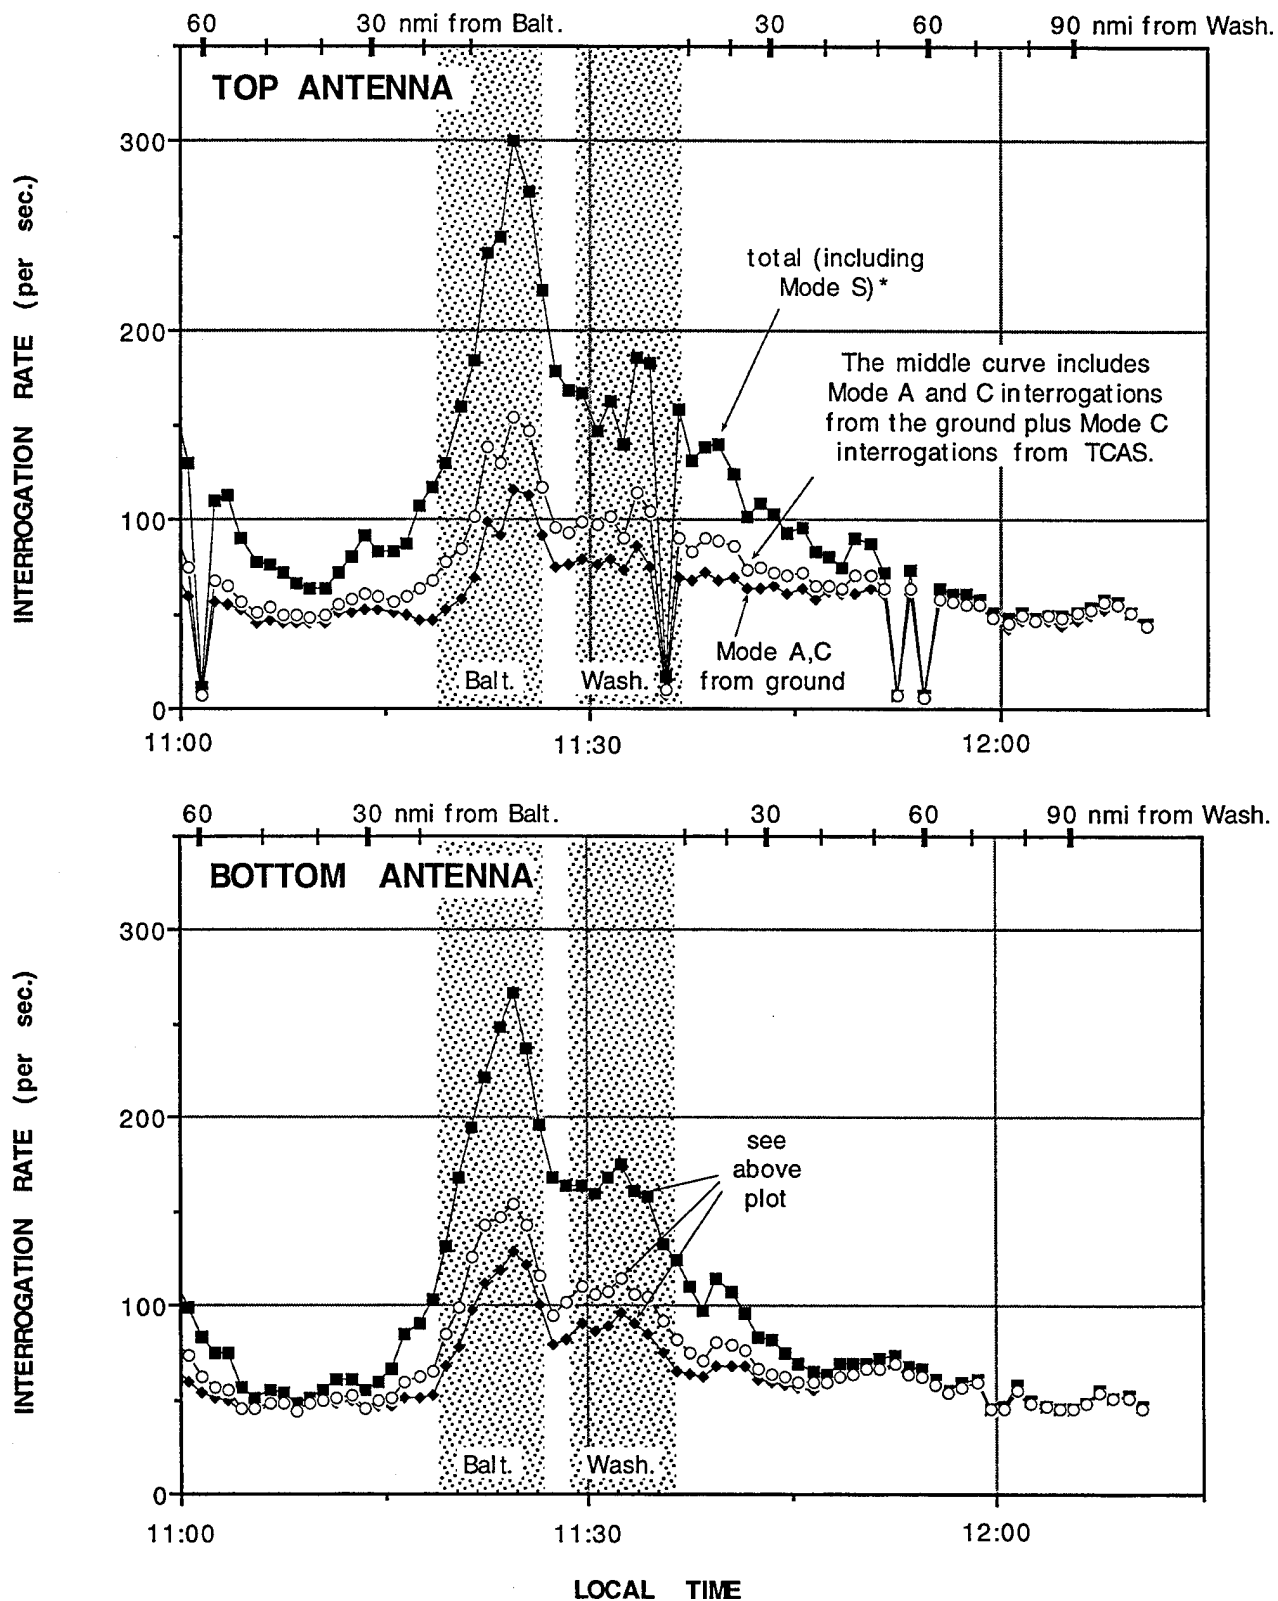 60 30 nmi from Balt. 30 60 90 nmi from Wash.
TOP ANTENNA
INTERROGATION RATE (per sec.)
300
200
100
0
total (including
Mode S)*
The middle curve includes
Mode A and C interrogations
from the ground plus Mode C
interrogations from TCAS.
Mode A,C
from ground
Balt. Wash.
11:00 11:30 12:00
60 30 nmi from Balt. 30 60 90 nmi from Wash.
BOTTOM ANTENNA
INTERROGATION RATE (per sec.)
300
200
100
0
see
above
plot
Balt. Wash.
11:00 11:30 12:00
LOCAL TIME